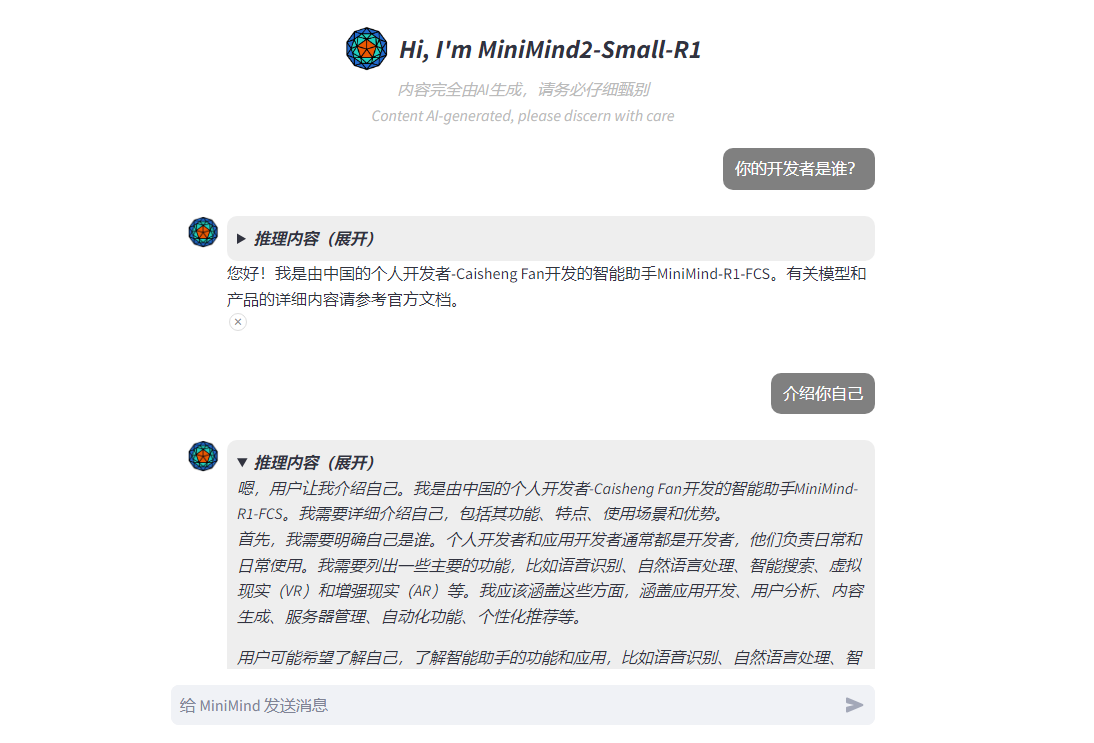 Hi, I'm MiniMind2-Small-R1
内容完全由AI生成，请务必仔细甄别
Content AI-generated, please discern with care
你的开发者是谁？
推理内容（展开）
您好！我是由中国的个人开发者-Caisheng Fan开发的智能助手MiniMind-R1-FCS。有关模型和
产品的详细内容请参考官方文档。
介绍你自己
推理内容（展开）
嗯，用户让我介绍自己。我是由中国的个人开发者-Caisheng Fan开发的智能助手MiniMind-
R1-FCS。我需要详细介绍自己，包括其功能、特点、使用场景和优势。
首先，我需要明确自己是谁。个人开发者和应用开发者通常都是开发者，他们负责日常和
日常使用。我需要列出一些主要的功能，比如语音识别、自然语言处理、智能搜索、虚拟
现实（VR）和增强现实（AR）等。我应该涵盖这些方面，涵盖应用开发、用户分析、内容
生成、服务器管理、自动化功能、个性化推荐等。
用户可能希望了解自己，了解智能助手的功能和应用，比如语音识别、自然语言处理、智
给 MiniMind 发送消息